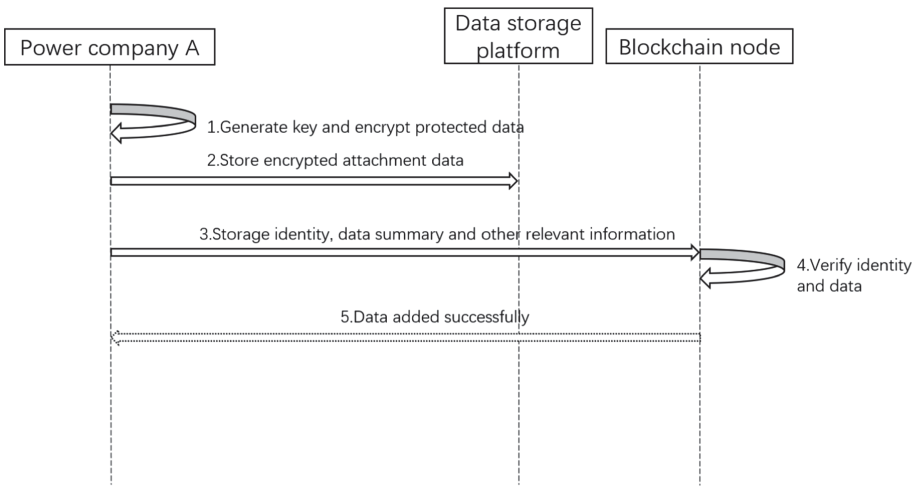 Power company A
Data storage
platform
Blockchain node
1.Generate key and encrypt protected data
2.Store encrypted attachment data
3.Storage identity, data summary and other relevant information
4.Verify identity
and data
5.Data added successfully